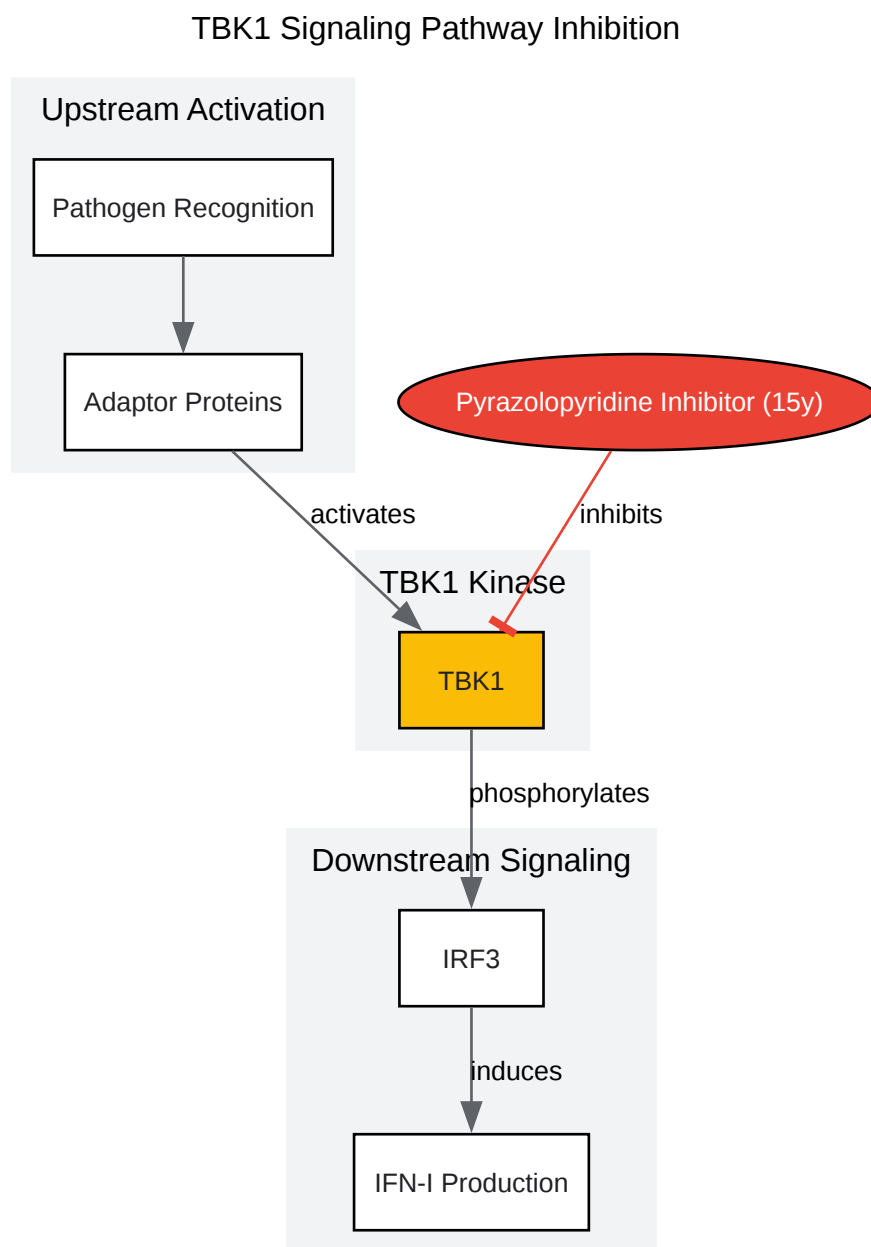 TBK1 Signaling Pathway Inhibition
Upstream Activation
Pathogen Recognition
Adaptor Proteins
Pyrazolopyridine Inhibitor (15y)
activates
inhibits
TBK1 Kinase
TBK1
phosphorylates
Downstream Signaling
IRF3
induces
IFN-I Production